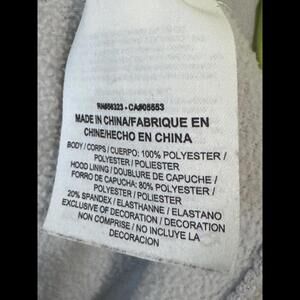 RN#56323 - CA#05553
MADE IN CHINA/FABRIQUE EN
CHINE/HECHO EN CHINA
BODY / CORPS / CUERPO: 100% POLYESTER /
POLYESTER / POLIESTER
HOOD LINING / DOUBLURE DE CAPUCHE /
FORRO DE CAPUCHA: 80% POLYESTER /
POLYESTER / POLIESTER
20% SPANDEX / ELASTHANNE / ELASTANO
EXCLUSIVE OF DECORATION / DECORATION
NON COMPRISE / NO INCLUYE LA
DECORACION